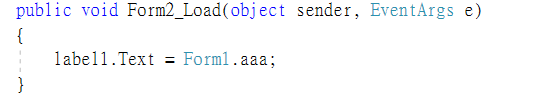 public void Form2_Load(object sender, EventArgs e)
{
label1.Text = Form1.aaa;
}